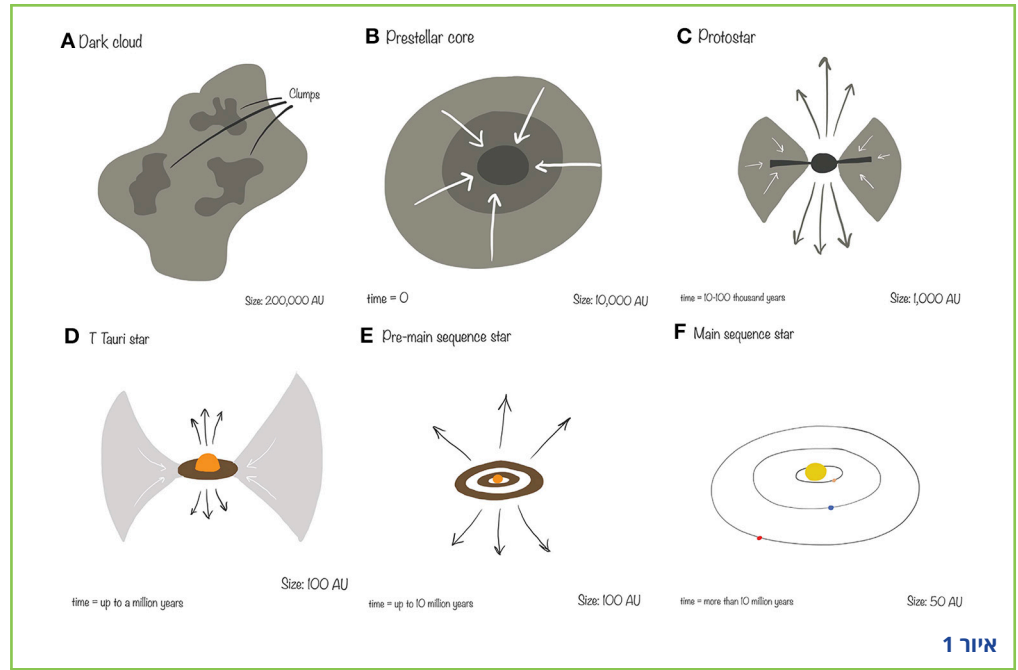 A Dark cloud
Clumps
Size: 200,000 AU
B Prestellar core
time = 0
Size: 10,000 AU
C Protostar
time = 10-100 thousand years
Size: 1,000 AU
D T Tauri star
Size: 100 AU
time = up to a million years
E Pre-main sequence star
time = up to 10 million years
Size: 100 AU
F Main sequence star
time = more than 10 million years
Size: 50 AU
איור 1